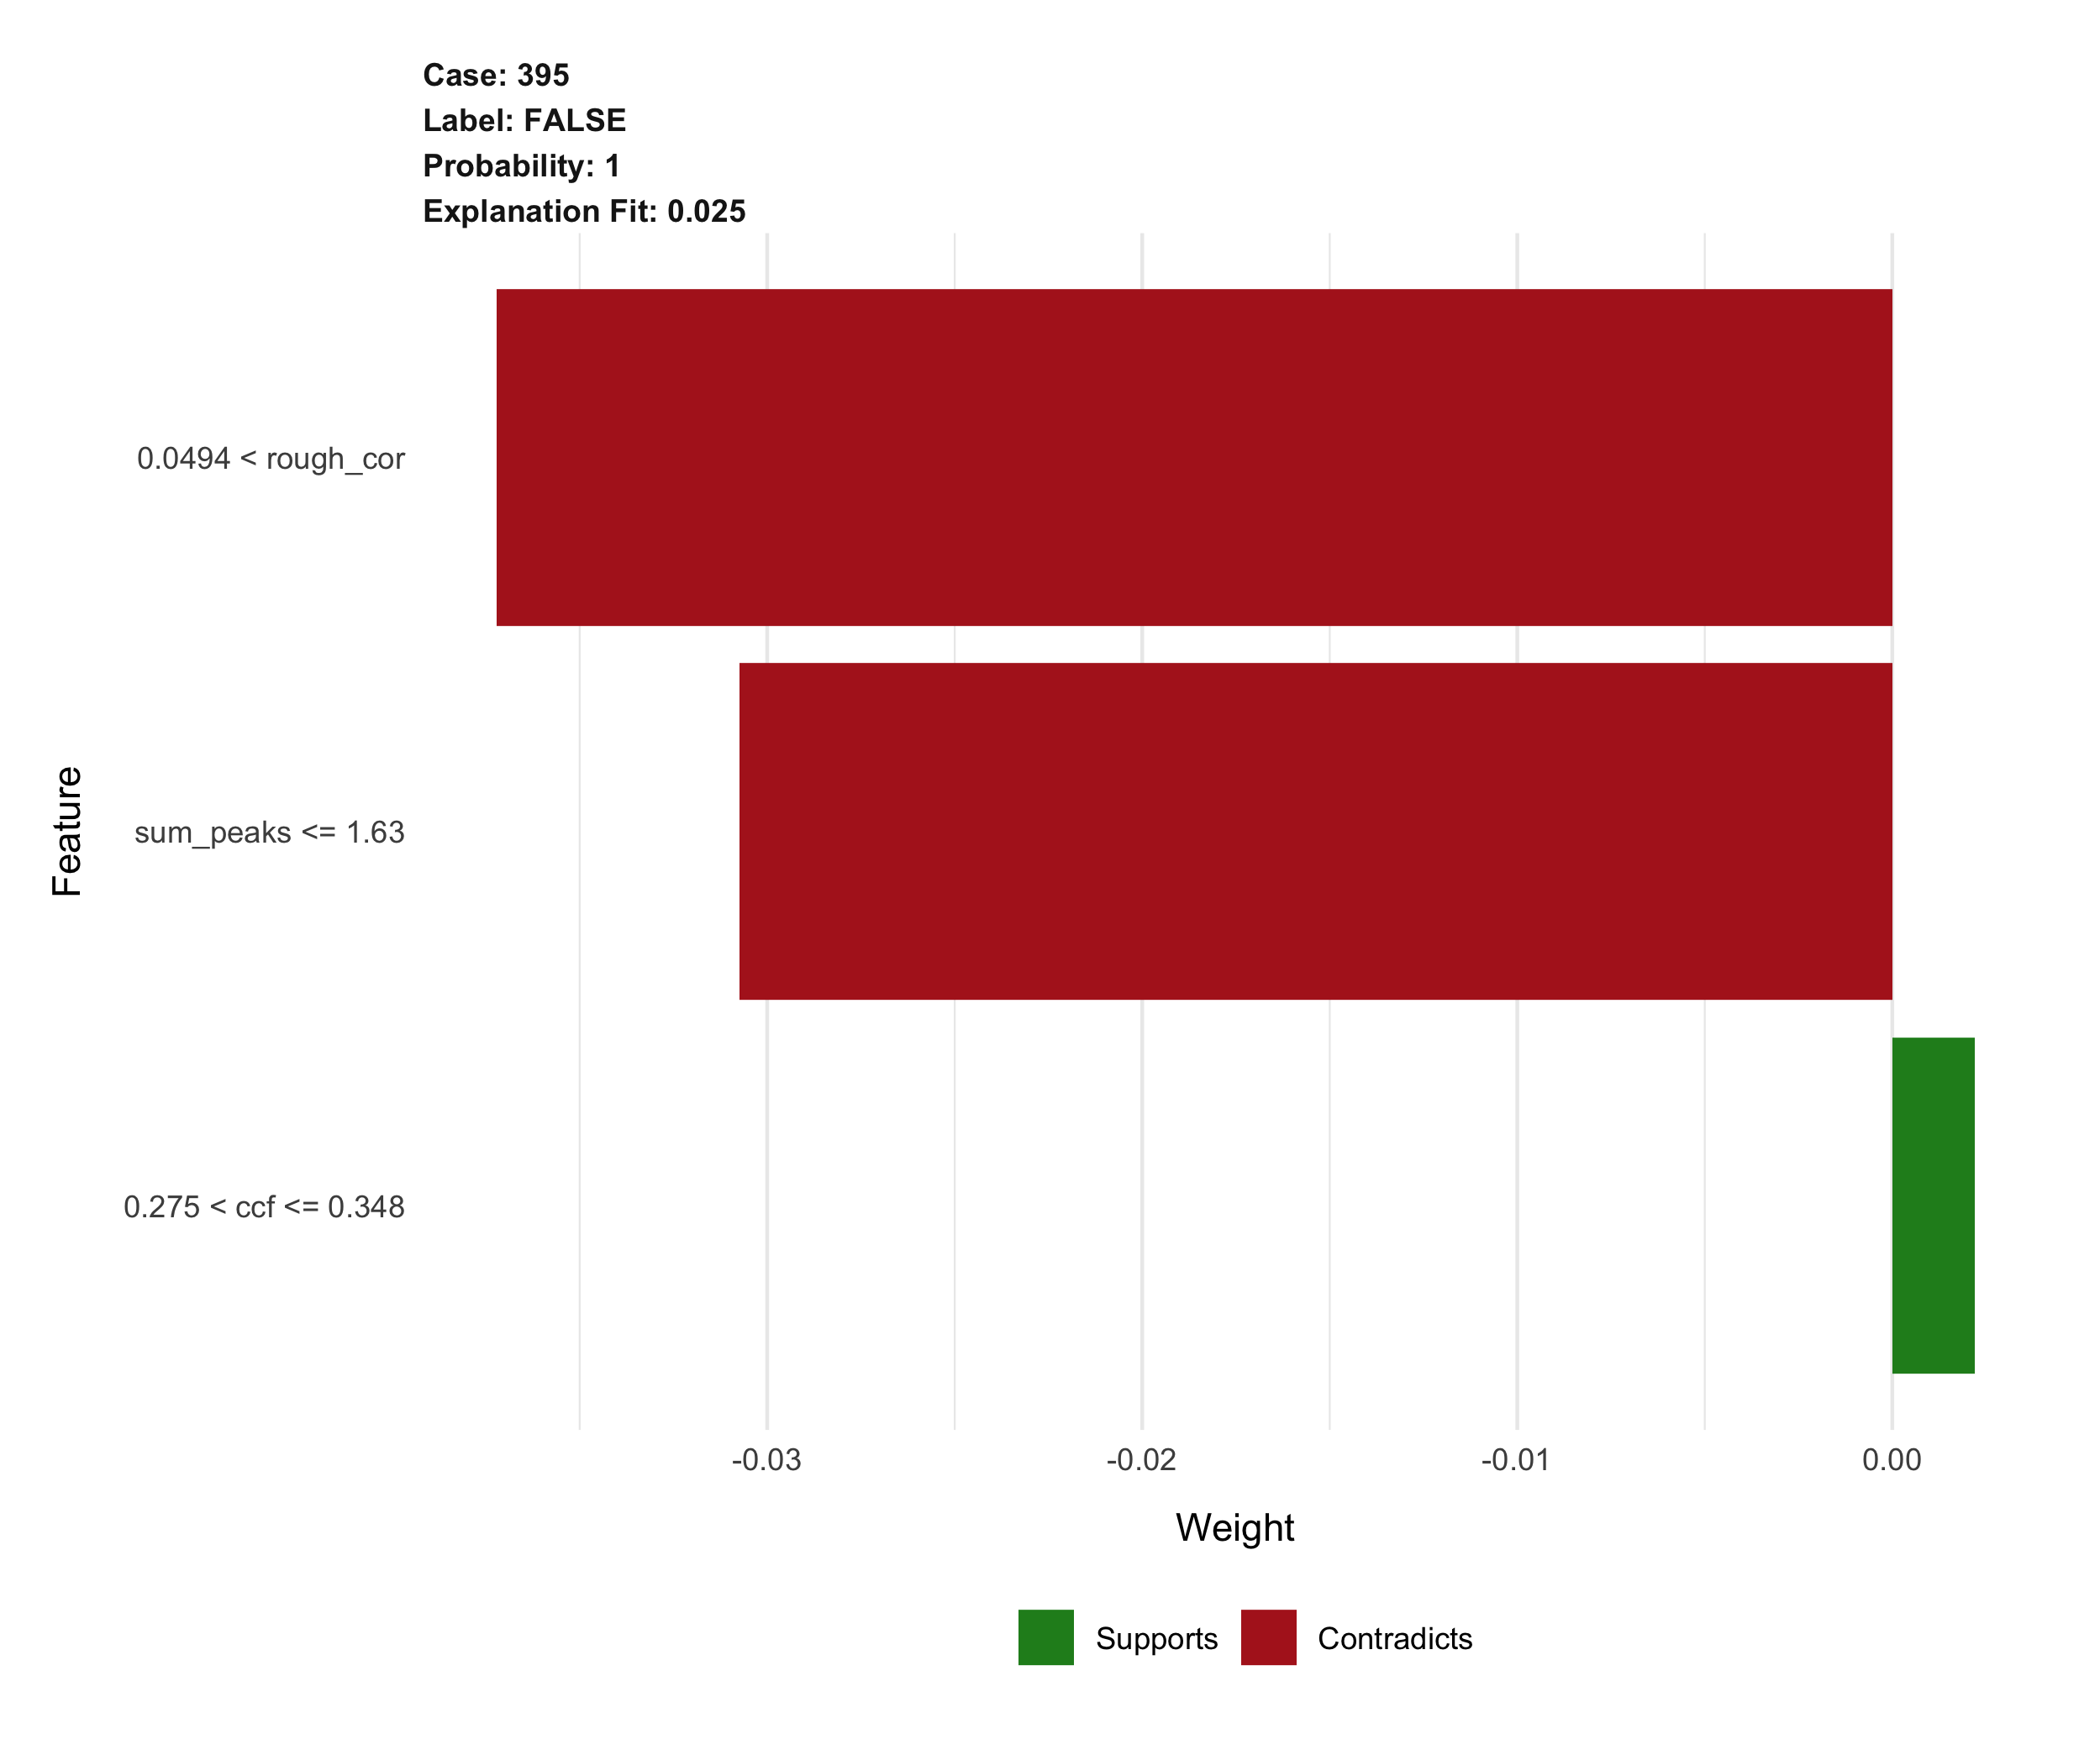 Case: 395
Label: FALSE
Probability: 1
Explanation Fit: 0.025
0.0494 < rough_cor
sum_peaks <= 1.63
0.275 < ccf <= 0.348
Feature
-0.03 -0.02 -0.01 0.00
Weight
Supports Contradicts